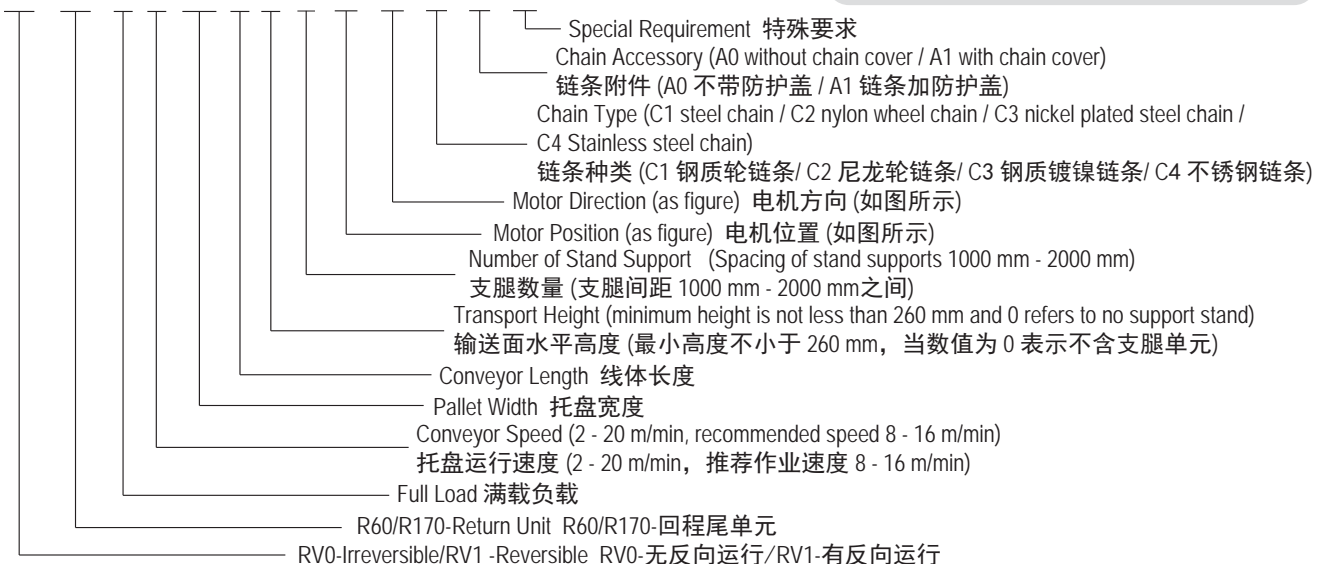 Special Requirement 特殊要求
Chain Accessory (A0 without chain cover / A1 with chain cover)
链条附件 (A0 不带防护盖 / A1 链条加防护盖)
Chain Type (C1 steel chain / C2 nylon wheel chain / C3 nickel plated steel chain /
C4 Stainless steel chain)
链条种类 (C1 钢质轮链条/ C2 尼龙轮链条/ C3 钢质镀镍链条/ C4 不锈钢链条)
Motor Direction (as figure) 电机方向 (如图所示)
Motor Position (as figure) 电机位置 (如图所示)
Number of Stand Support (Spacing of stand supports 1000 mm - 2000 mm)
支腿数量 (支腿间距 1000 mm - 2000 mm之间)
Transport Height (minimum height is not less than 260 mm and 0 refers to no support stand)
输送面水平高度 (最小高度不小于 260 mm，当数值为 0 表示不含支腿单元)
Conveyor Length 线体长度
Pallet Width 托盘宽度
Conveyor Speed (2 - 20 m/min, recommended speed 8 - 16 m/min)
托盘运行速度 (2 - 20 m/min，推荐作业速度 8 - 16 m/min)
Full Load 满载负载
R60/R170-Return Unit R60/R170-回程尾单元
RV0-Irreversible/RV1 -Reversible RV0-无反向运行/RV1-有反向运行